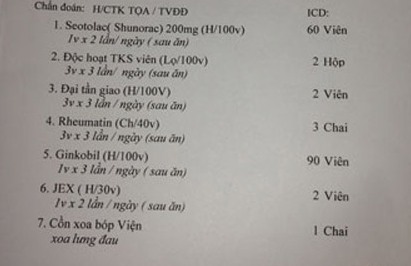 Chẩn đoán: H/CTK TỌA / TVĐĐ ICD:
1. Seotolac( Shunorac) 200mg (H/100v) 60 Viên
1v x 2 lần/ ngày ( sau ăn)
2. Độc hoạt TKS viên (Lọ/100v) 2 Hộp
3v x 3 lần/ ngày (sau ăn)
3. Đại tần giao (H/100V) 2 Viên
3v x 3 lần / ngày (sau ăn)
4. Rheumatin (Ch/40v) 3 Chai
3v x 3 lần / ngày (sau ăn)
5. Ginkobil (H/100v) 90 Viên
1v x 3 lần / ngày ( sau ăn)
6. JEX ( H/30v) 2 Viên
1v x 2 lần / ngày ( sau ăn)
7. Cồn xoa bóp Viện 1 Chai
xoa lưng đau